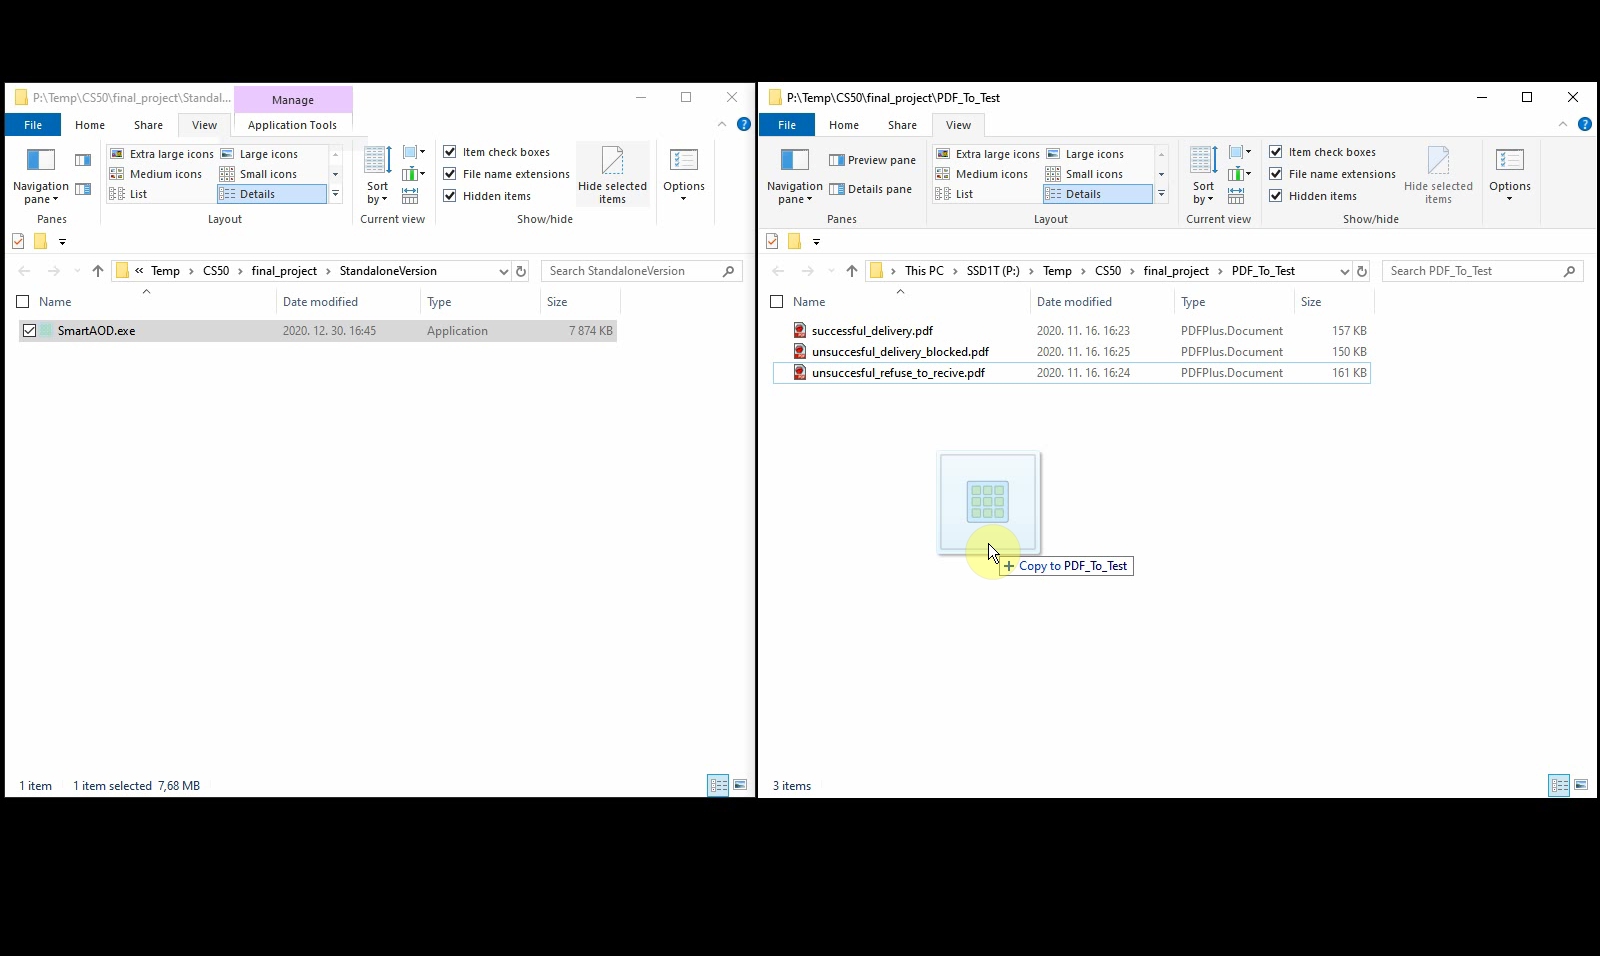 P:\Temp\CS50\final_project\Standal...
Manage
File
Home
Share
View
Application Tools
Navigation pane
Extra large icons
Large icons
Medium icons
Small icons
List
Details
Sort by
Item check boxes
File name extensions
Hidden items
Hide selected items
Options
Panes
Layout
Current view
Show/hide
« Temp › CS50 › final_project › StandaloneVersion
Search StandaloneVersion
Name
Date modified
Type
Size
SmartAOD.exe
2020. 12. 30. 16:45
Application
7 874 KB
1 item
1 item selected 7,68 MB
P:\Temp\CS50\final_project\PDF_To_Test
File
Home
Share
View
Navigation pane
Preview pane
Details pane
Extra large icons
Large icons
Medium icons
Small icons
List
Details
Sort by
Item check boxes
File name extensions
Hidden items
Hide selected items
Options
Panes
Layout
Current view
Show/hide
› This PC › SSD1T (P:) › Temp › CS50 › final_project › PDF_To_Test
Search PDF_To_Test
Name
Date modified
Type
Size
successful_delivery.pdf
2020. 11. 16. 16:23
PDFPlus.Document
157 KB
unsuccesful_delivery_blocked.pdf
2020. 11. 16. 16:25
PDFPlus.Document
150 KB
unsuccesful_refuse_to_recive.pdf
2020. 11. 16. 16:24
PDFPlus.Document
161 KB
+ Copy to PDF_To_Test
3 items